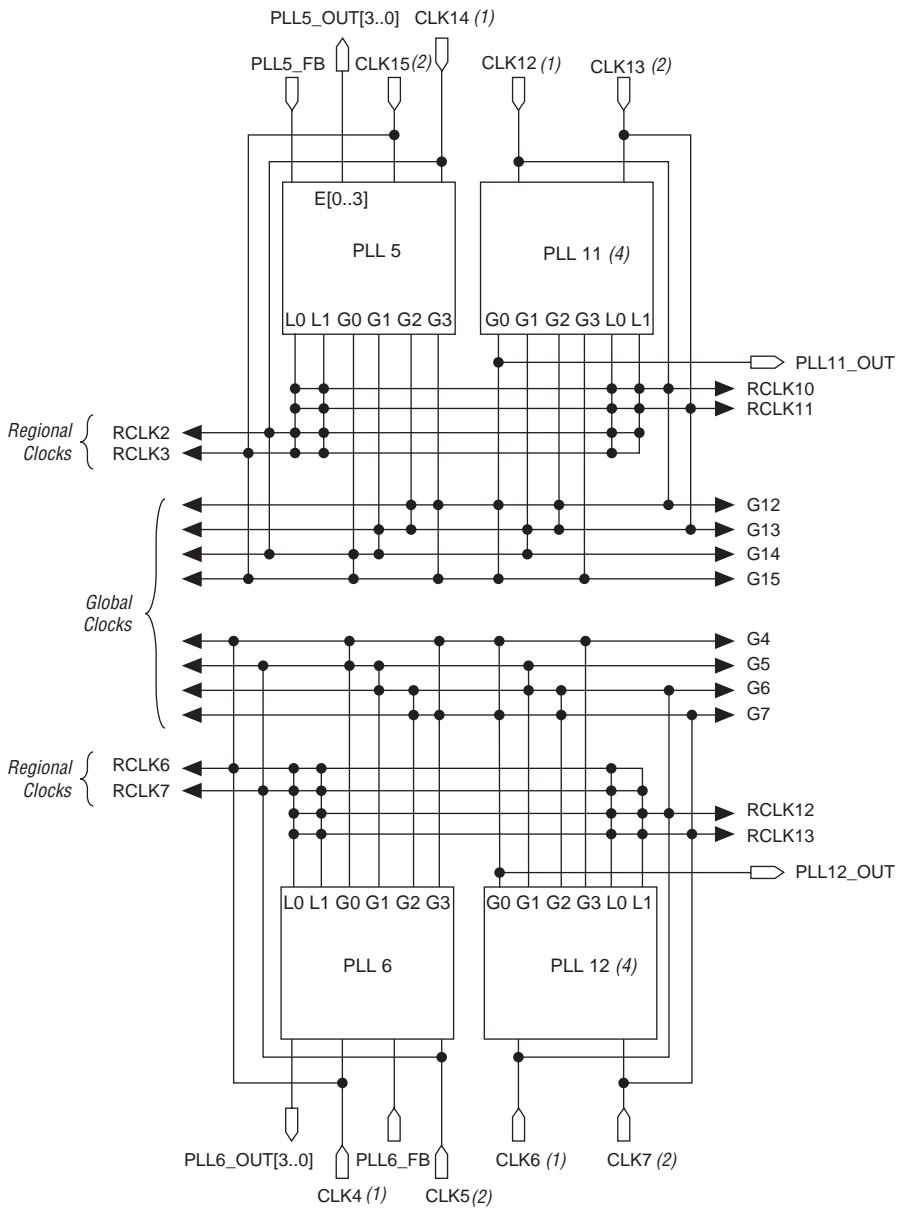 PLL5_OUT[3..0] CLK14 (1)
PLL5_FB CLK15 (2) CLK12 (1) CLK13 (2)
E[0..3]
PLL 5 PLL 11 (4)
L0 L1 G0 G1 G2 G3 G0 G1 G2 G3 L0 L1
PLL11_OUT
RCLK10
RCLK11
Regional Clocks
RCLK2
RCLK3
G12
G13
G14
G15
Global Clocks
G4
G5
G6
G7
Regional Clocks
RCLK6
RCLK7
RCLK12
RCLK13
PLL12_OUT
L0 L1 G0 G1 G2 G3 G0 G1 G2 G3 L0 L1
PLL 6 PLL 12 (4)
PLL6_OUT[3..0] PLL6_FB CLK6 (1) CLK7 (2)
CLK4 (1) CLK5 (2)